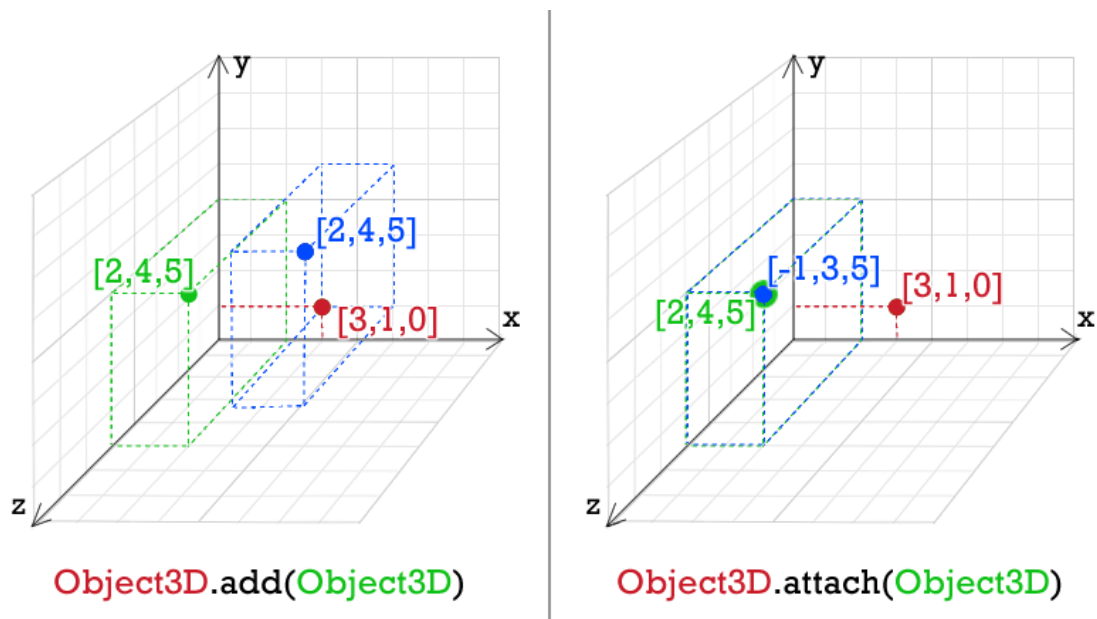 y
[2,4,5]
[2,4,5]
[3,1,0]
x
z
Object3D.add(Object3D)
y
[-1,3,5]
[3,1,0]
[2,4,5]
x
z
Object3D.attach(Object3D)